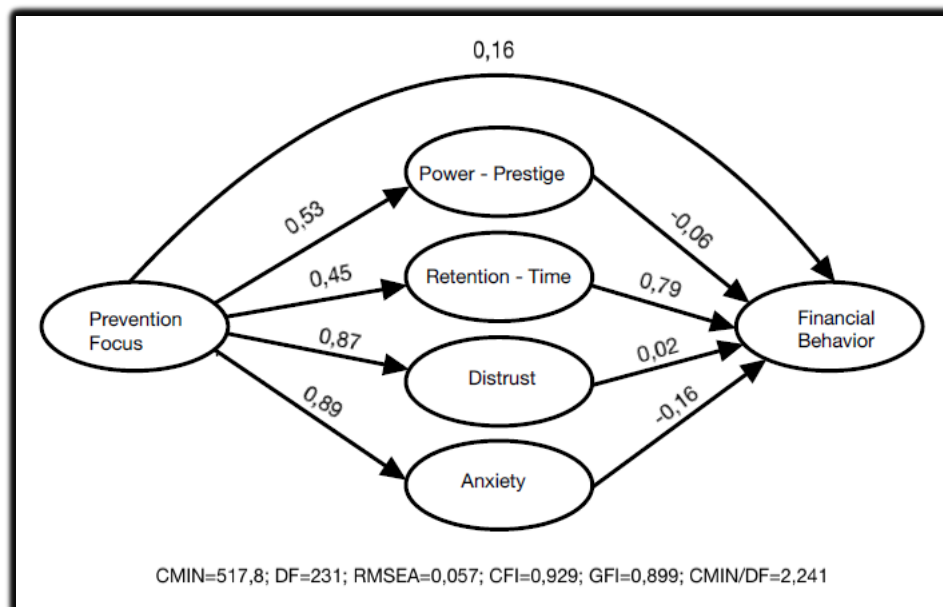 0,16
Power - Prestige
0,53
-0,06
Retention - Time
0,45
0,79
Prevention
Focus
Financial
Behavior
0,87
0,02
Distrust
0,89
-0,16
Anxiety
CMIN=517,8; DF=231; RMSEA=0,057; CFI=0,929; GFI=0,899; CMIN/DF=2,241